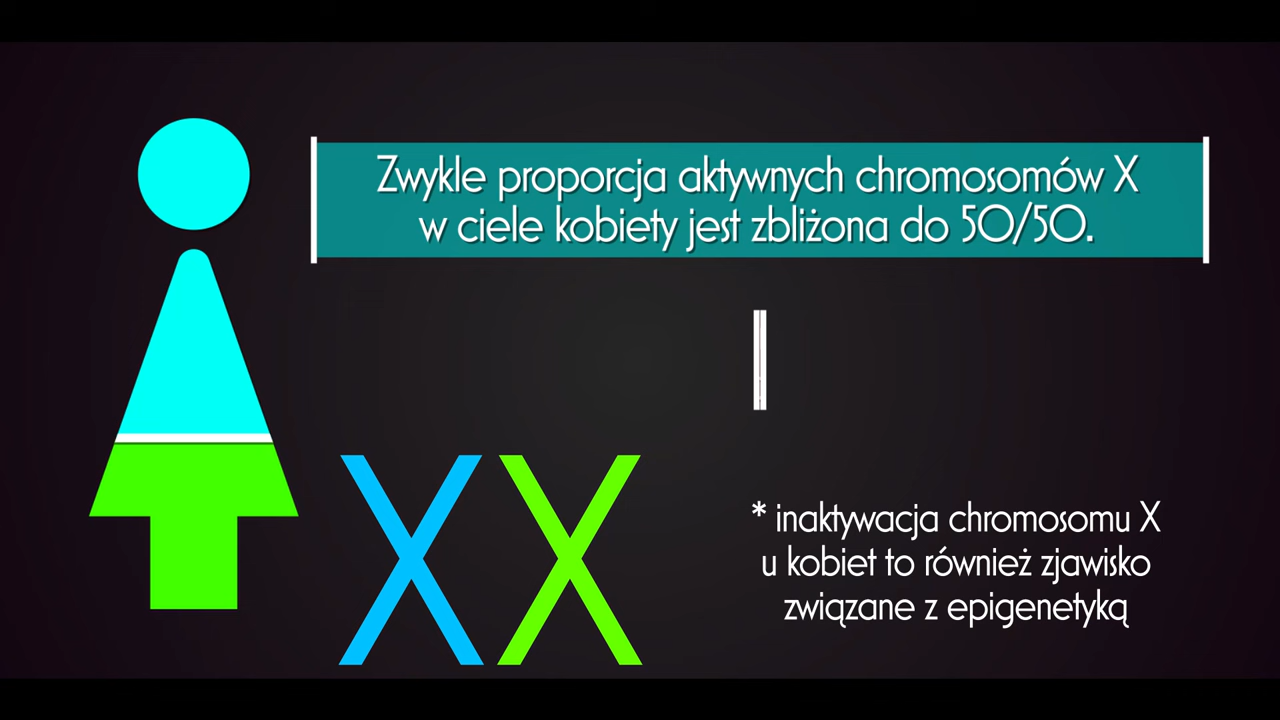 Zwykle proporcja aktywnych chromosomów X
w ciele kobiety jest zbliżona do 50/50.
XX
* inaktywacja chromosomu X
u kobiet to również zjawisko
związane z epigenetyką